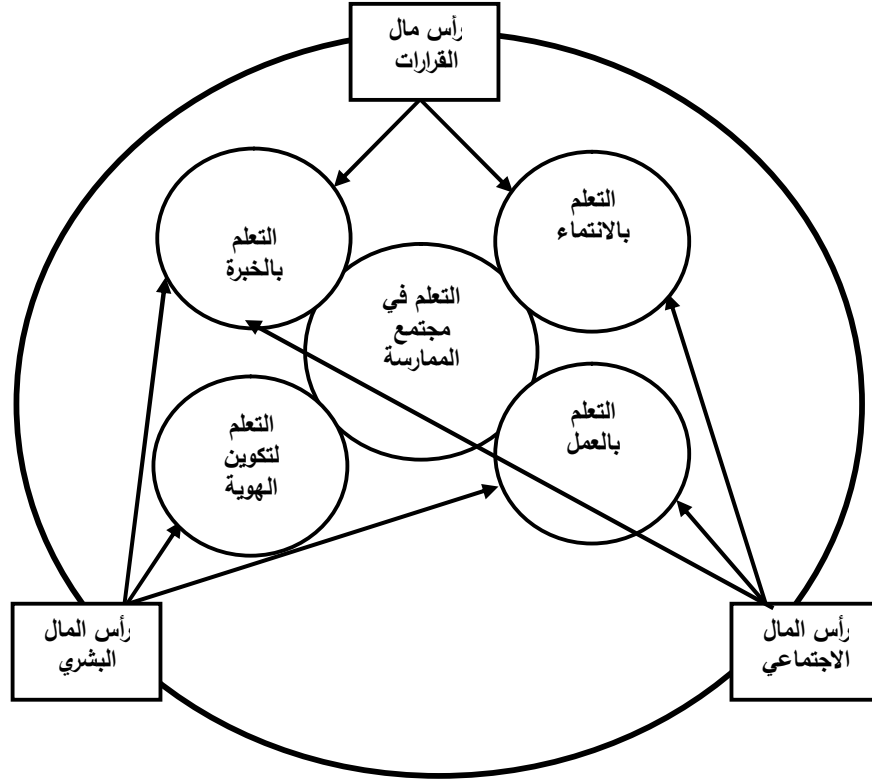 رأس مال
القرارات
التعلم
بالانتماء
التعلم
بالخبرة
التعلم في
مجتمع
الممارسة
التعلم
بالعمل
التعلم
لتكوين
الهوية
رأس المال
الاجتماعي
رأس المال
البشري